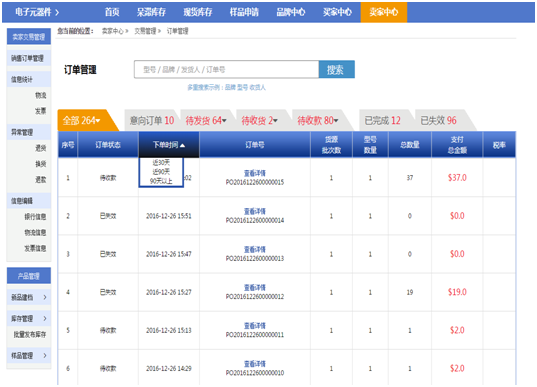 电子元器件 >
首页
呆滞库存
现货库存
样品申请
品牌中心
买家中心
卖家中心
卖家交易管理
您当前的位置： 卖家中心 » 交易管理 » 订单管理
销售订单管理
信息统计
物流
发票
异常管理
退货
换货
退款
信息编辑
银行信息
物流信息
发票信息
产品管理
商品建档 >
库存管理 >
批量发布库存
样品管理 >
订单管理
型号 / 品牌 / 发货人 / 订单号
搜索
多重搜索示例：品牌 型号 收货人
全部 264
意向订单 10
待发货 64
待收货 2
待收款 80
已完成 12
已失效 96
序号 订单状态 下单时间 订单号 货源批次数 型号数量 总数量 支付总金额 税率
近30天
近90天
90天以上
1 待收款 :02 查看详情 PO2016122600000015 1 1 37 $37.0
2 已失效 2016-12-26 15:51 查看详情 PO2016122600000014 1 1 0 $0.0
3 已失效 2016-12-26 15:47 查看详情 PO2016122600000013 1 1 0 $0.0
4 已失效 2016-12-26 15:27 查看详情 PO2016122600000012 1 1 19 $19.0
5 待收款 2016-12-26 15:13 查看详情 PO2016122600000011 1 1 1 $2.0
6 待收款 2016-12-26 14:29 查看详情 PO2016122600000010 1 1 1 $2.0